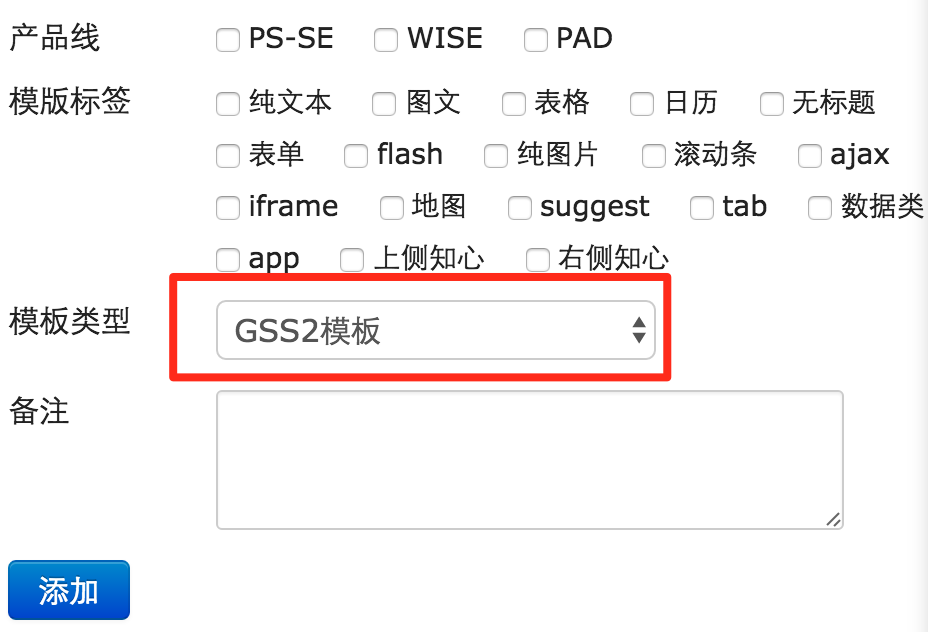 产品线 PS-SE WISE PAD
模版标签 纯文本 图文 表格 日历 无标题
表单 flash 纯图片 滚动条 ajax
iframe 地图 suggest tab 数据类
app 上侧知心 右侧知心
模板类型 GSS2模板
备注
添加